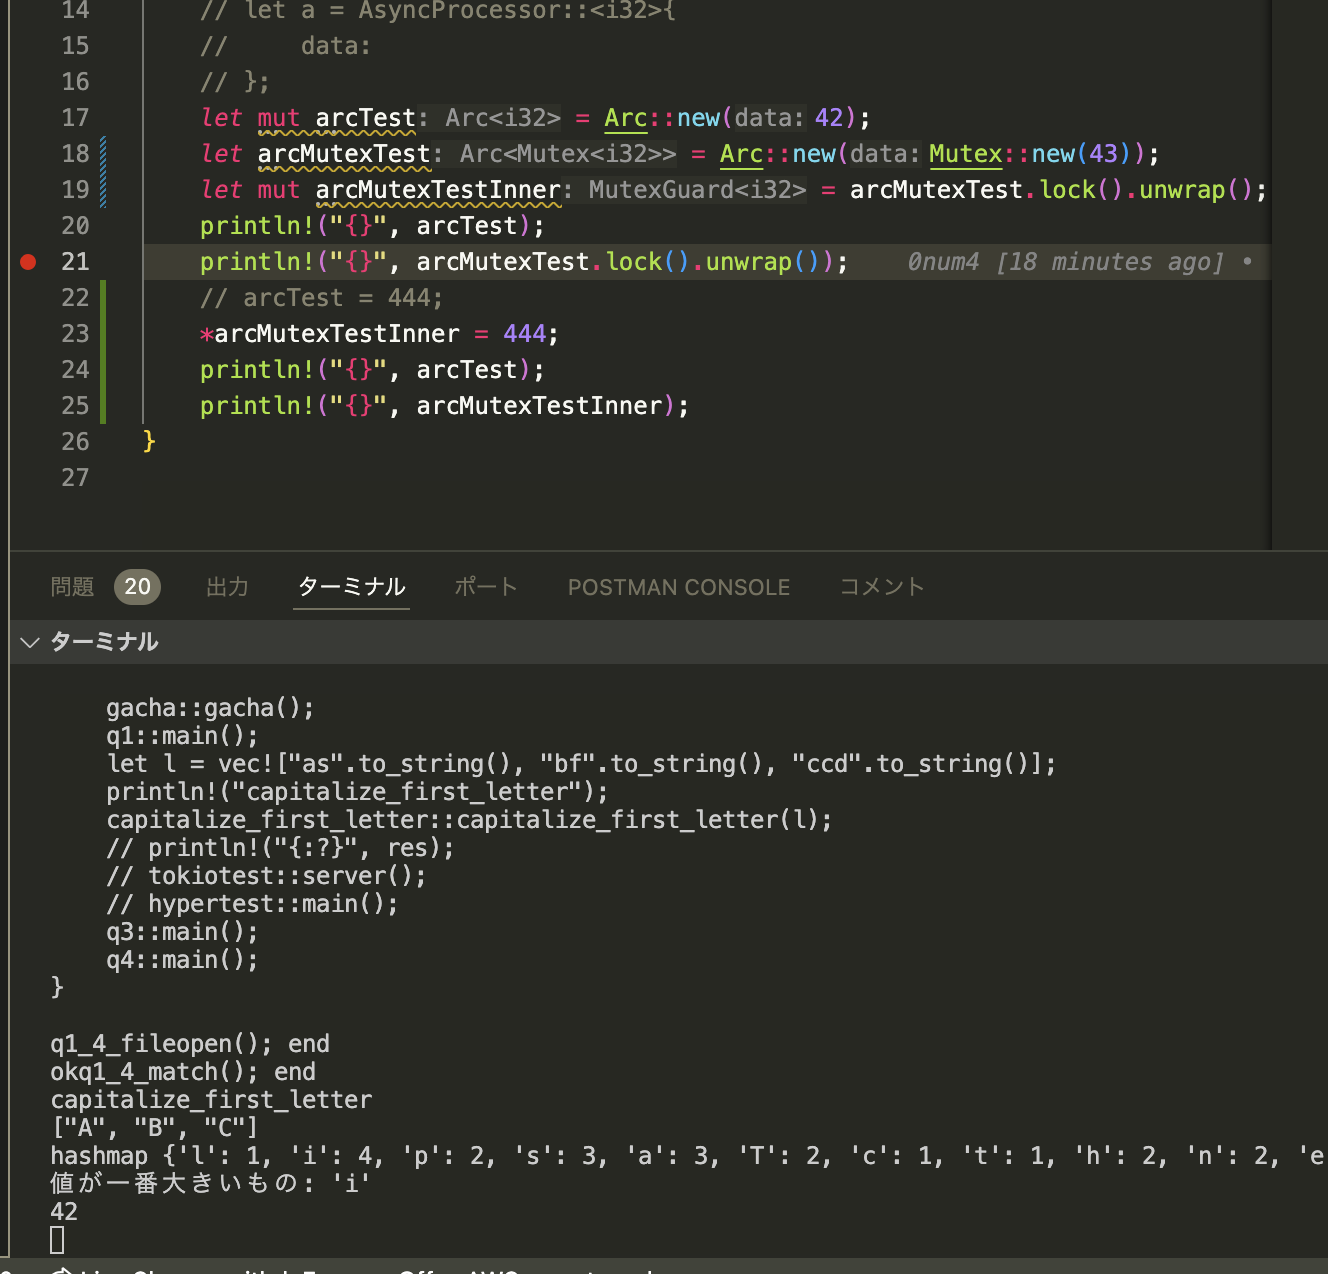 14 // let a = AsyncProcessor::<i32>{
15 //     data:
16 // };
17 let mut arcTest: Arc<i32> = Arc::new(data: 42);
18 let arcMutexTest: Arc<Mutex<i32>> = Arc::new(data: Mutex::new(43));
19 let mut arcMutexTestInner: MutexGuard<i32> = arcMutexTest.lock().unwrap();
20 println!("{}", arcTest);
21 println!("{}", arcMutexTest.lock().unwrap()); 0num4 [18 minutes ago] •
22 // arcTest = 444;
23 *arcMutexTestInner = 444;
24 println!("{}", arcTest);
25 println!("{}", arcMutexTestInner);
26 }
27
問題 20 出力 ターミナル ポート POSTMAN CONSOLE コメント
ターミナル
gacha::gacha();
q1::main();
let l = vec!["as".to_string(), "bf".to_string(), "ccd".to_string()];
println!("capitalize_first_letter");
capitalize_first_letter::capitalize_first_letter(l);
// println!("{:?}", res);
// tokiotest::server();
// hypertest::main();
q3::main();
q4::main();
}
q1_4_fileopen(); end
okq1_4_match(); end
capitalize_first_letter
["A", "B", "C"]
hashmap {'l': 1, 'i': 4, 'p': 2, 's': 3, 'a': 3, 'T': 2, 'c': 1, 't': 1, 'h': 2, 'n': 2, 'e
値が一番大きいもの: 'i'
42